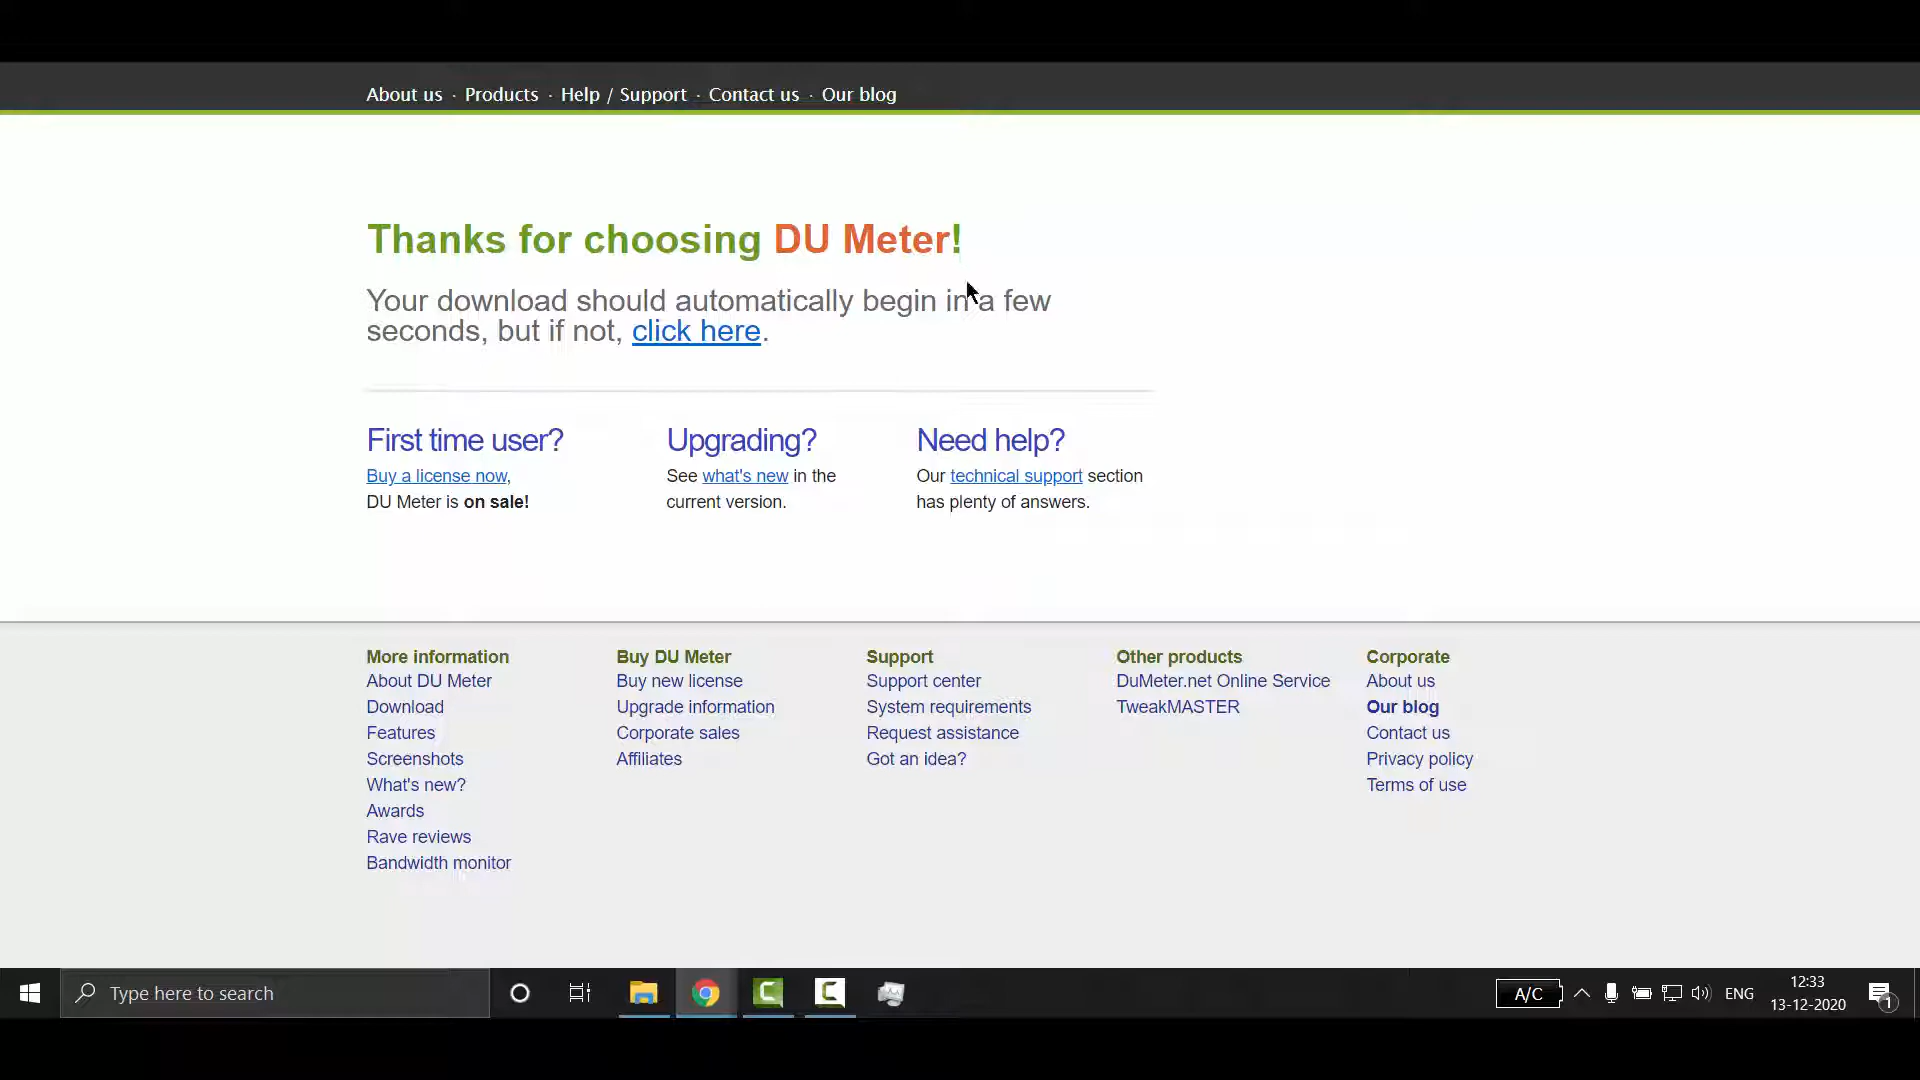 About us · Products · Help / Support · Contact us · Our blog
Thanks for choosing DU Meter!
Your download should automatically begin in a few
seconds, but if not, click here.
First time user?
Buy a license now,
DU Meter is on sale!
Upgrading?
See what's new in the
current version.
Need help?
Our technical support section
has plenty of answers.
More information
About DU Meter
Download
Features
Screenshots
What's new?
Awards
Rave reviews
Bandwidth monitor
Buy DU Meter
Buy new license
Upgrade information
Corporate sales
Affiliates
Support
Support center
System requirements
Request assistance
Got an idea?
Other products
DuMeter.net Online Service
TweakMASTER
Corporate
About us
Our blog
Contact us
Privacy policy
Terms of use
Type here to search
A/C
ENG
12:33
13-12-2020
1